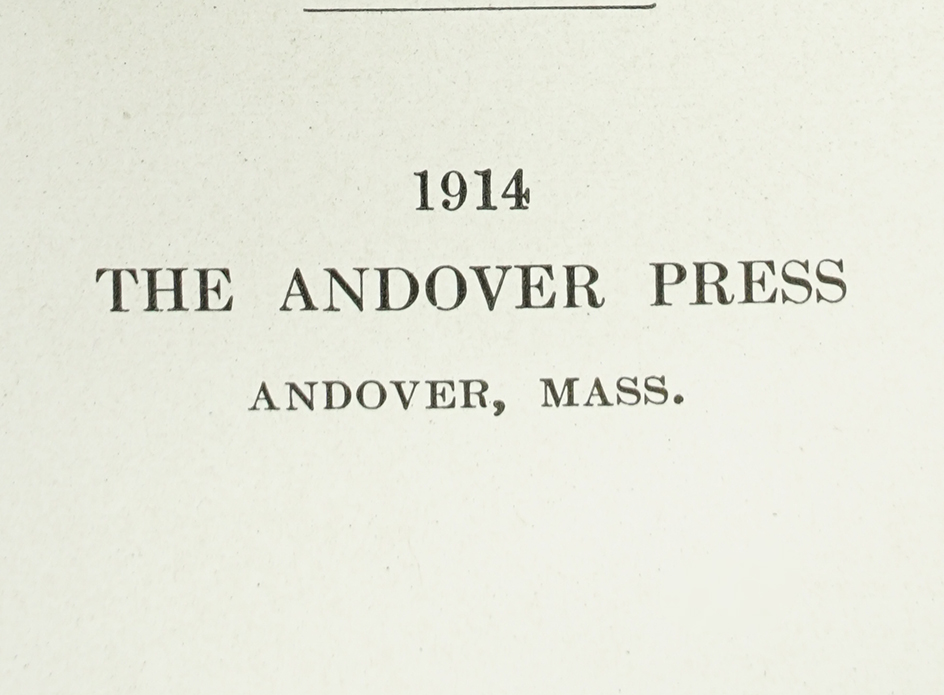 1914
THE ANDOVER PRESS
ANDOVER, MASS.